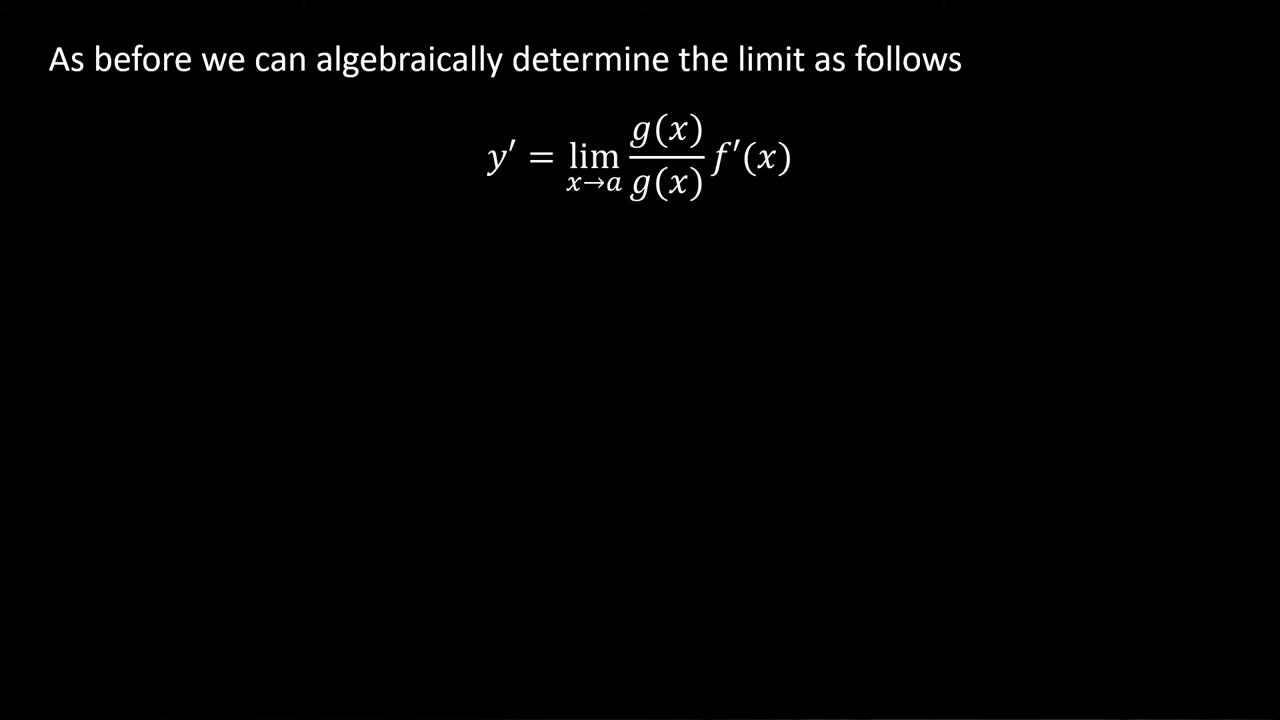 As before we can algebraically determine the limit as follows
y′ = lim_{x→a} g(x)/g(x) f′(x)